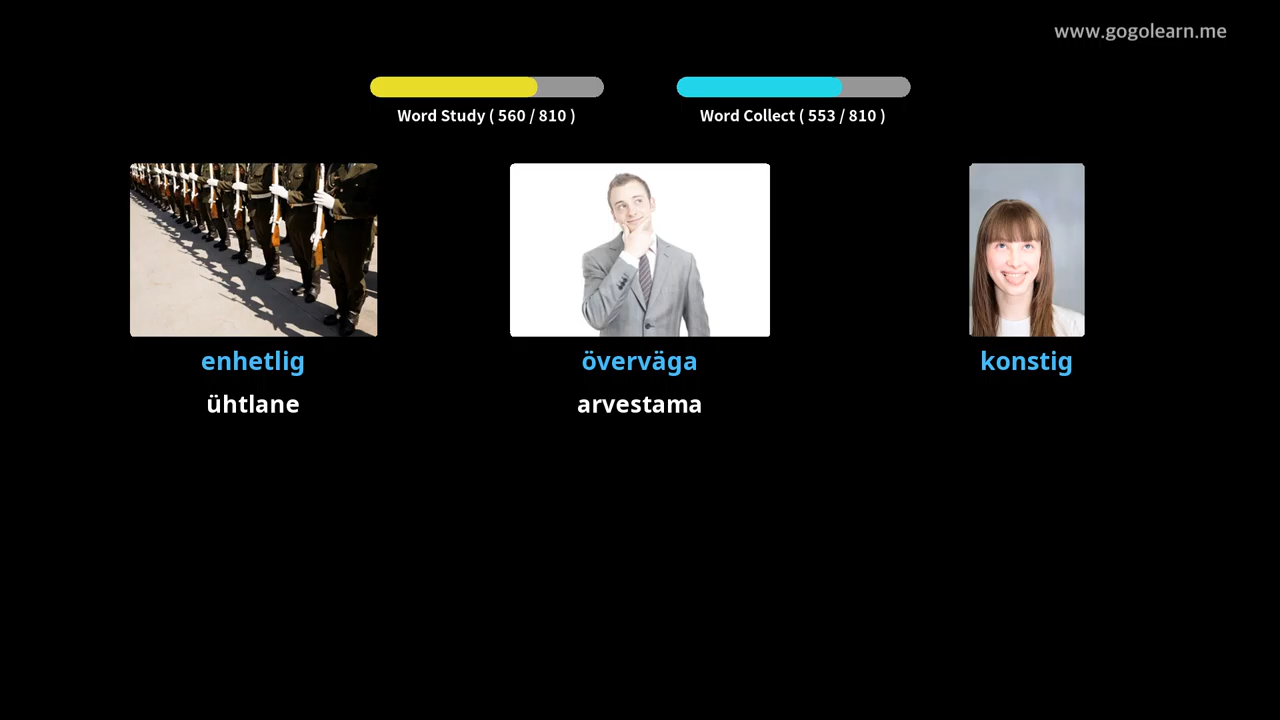 www.gogolearn.me
Word Study ( 560 / 810 )
Word Collect ( 553 / 810 )
enhetlig
överväga
konstig
ühtlane
arvestama